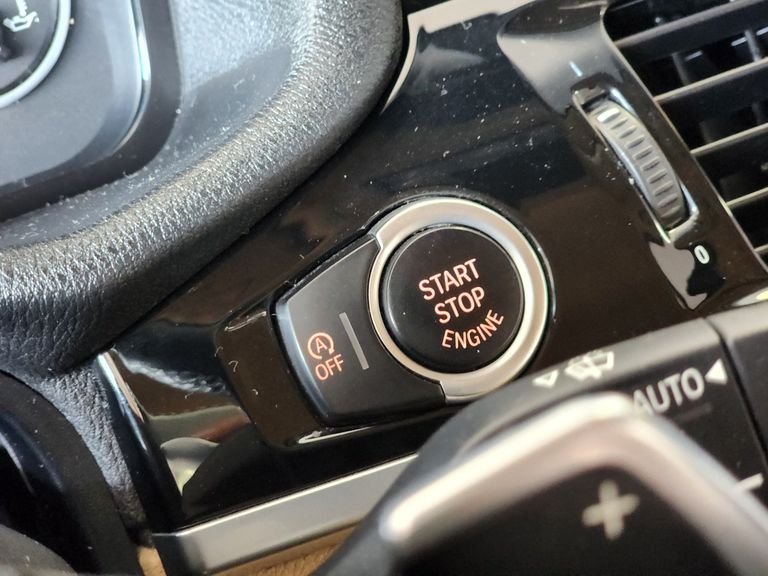 START
STOP
ENGINE
A
OFF
0
AUTO
+